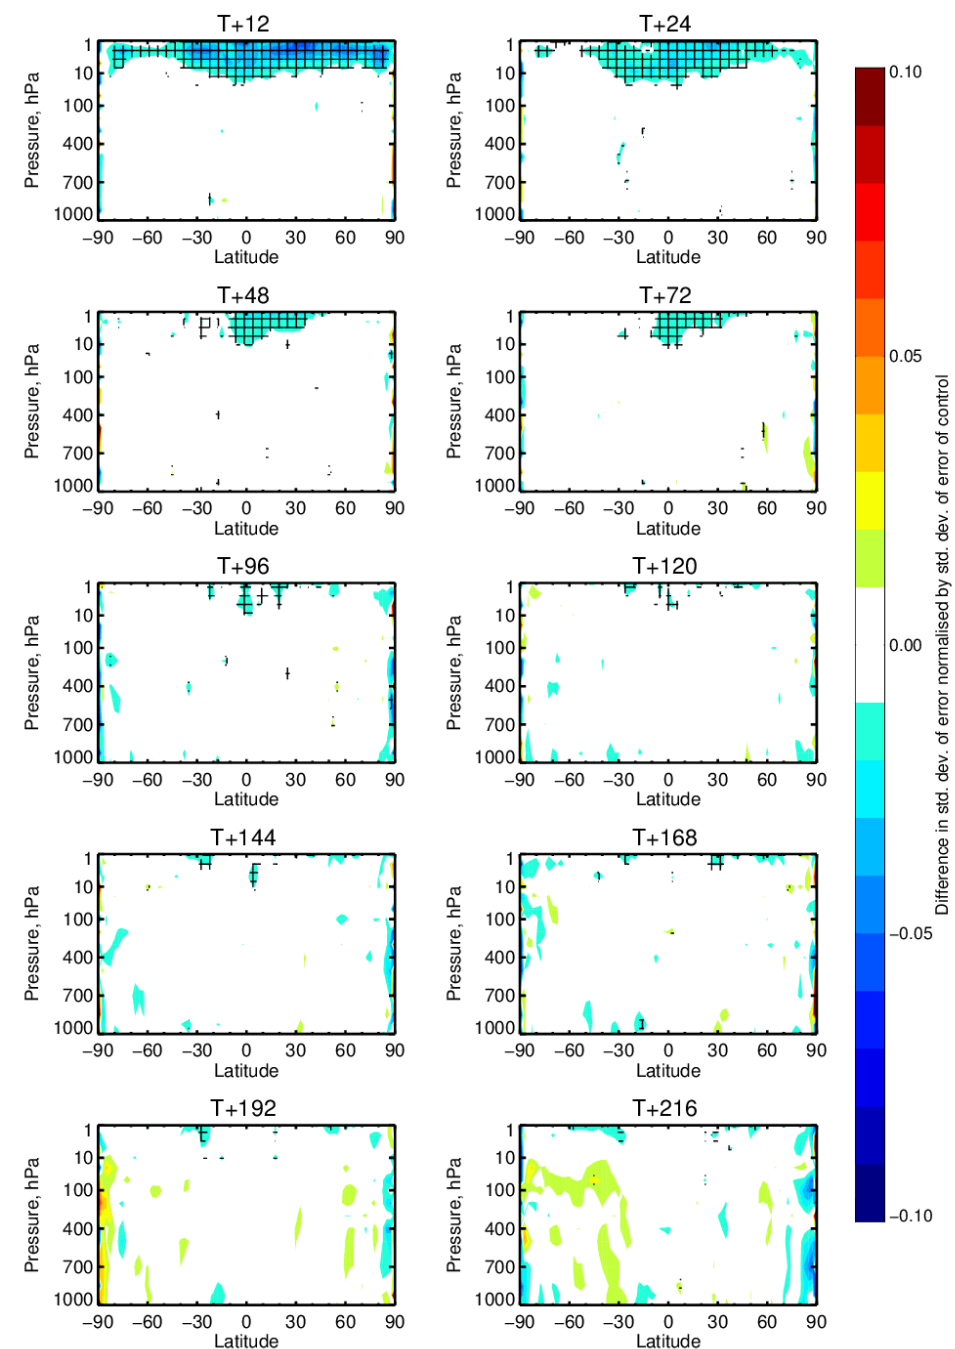 T+12
T+24
Pressure, hPa
1
10
100
400
700
1000
−90 −60 −30 0 30 60 90
Latitude
Pressure, hPa
1
10
100
400
700
1000
−90 −60 −30 0 30 60 90
Latitude
T+48
T+72
Pressure, hPa
1
10
100
400
700
1000
−90 −60 −30 0 30 60 90
Latitude
Pressure, hPa
1
10
100
400
700
1000
−90 −60 −30 0 30 60 90
Latitude
T+96
T+120
Pressure, hPa
1
10
100
400
700
1000
−90 −60 −30 0 30 60 90
Latitude
Pressure, hPa
1
10
100
400
700
1000
−90 −60 −30 0 30 60 90
Latitude
T+144
T+168
Pressure, hPa
1
10
100
400
700
1000
−90 −60 −30 0 30 60 90
Latitude
Pressure, hPa
1
10
100
400
700
1000
−90 −60 −30 0 30 60 90
Latitude
T+192
T+216
Pressure, hPa
1
10
100
400
700
1000
−90 −60 −30 0 30 60 90
Latitude
Pressure, hPa
1
10
100
400
700
1000
−90 −60 −30 0 30 60 90
Latitude
0.10
0.05
0.00
−0.05
−0.10
Difference in std. dev. of error normalised by std. dev. of error of control